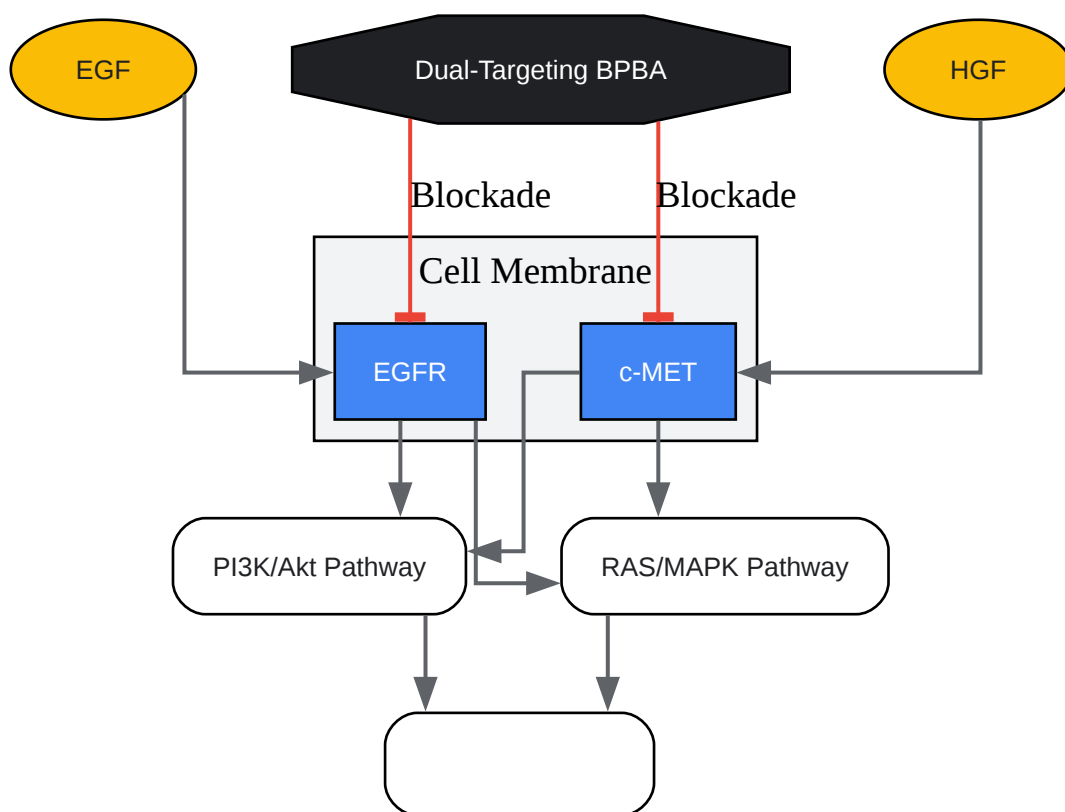 EGF
Dual-Targeting BPBA
HGF
Blockade
Blockade
Cell Membrane
EGFR
c-MET
PI3K/Akt Pathway
RAS/MAPK Pathway